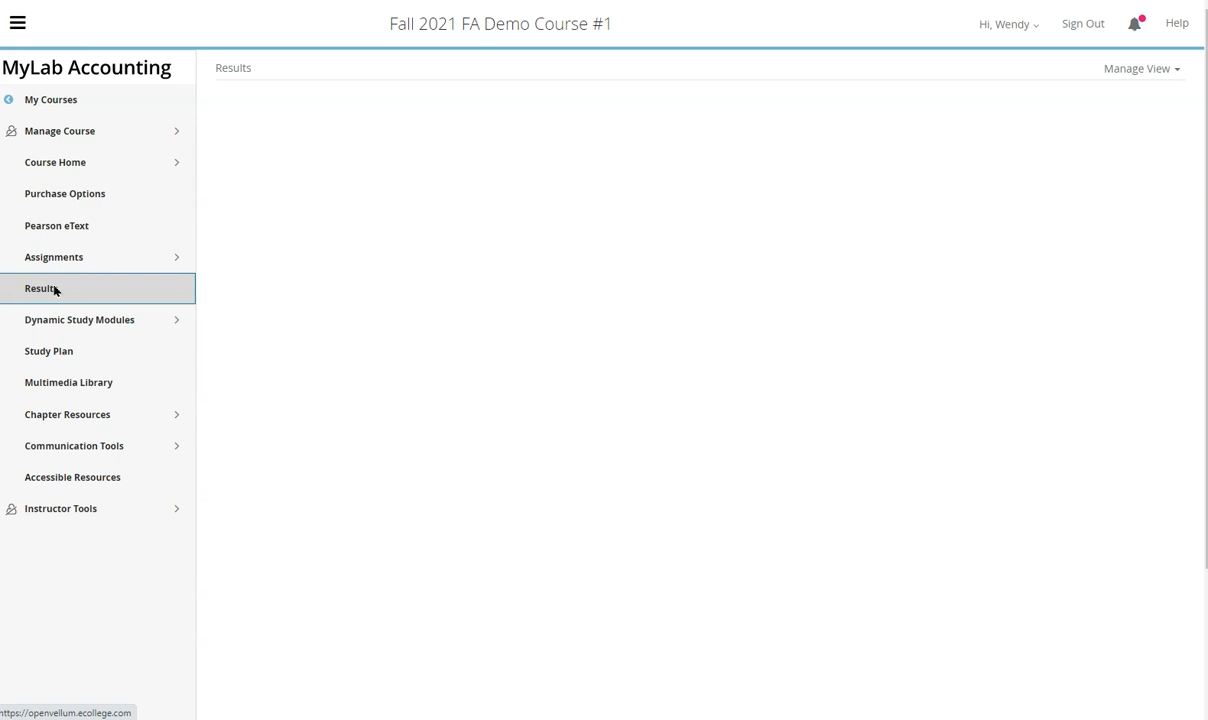 Fall 2021 FA Demo Course #1
Hi, Wendy
Sign Out
Help
MyLab Accounting
Results
Manage View
My Courses
Manage Course
Course Home
Purchase Options
Pearson eText
Assignments
Results
Dynamic Study Modules
Study Plan
Multimedia Library
Chapter Resources
Communication Tools
Accessible Resources
Instructor Tools
https://openvellum.ecollege.com